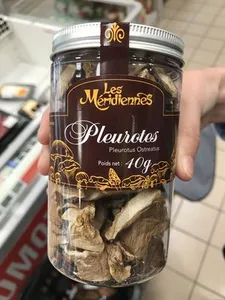 Les
Méridiennes
Pleurotes
Pleurotus Ostreatus
Poids net : 40g